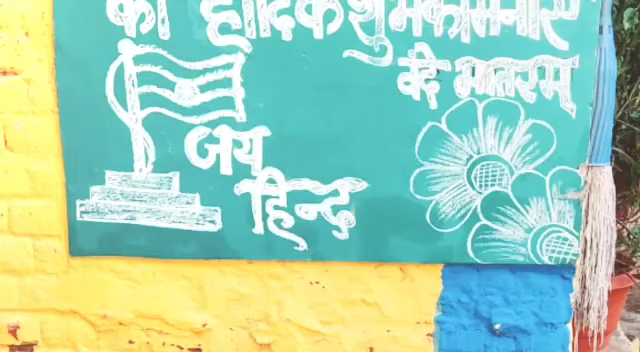 की हार्दिक शुभकामनाएं
वंदे मातरम्
जय
हिन्द